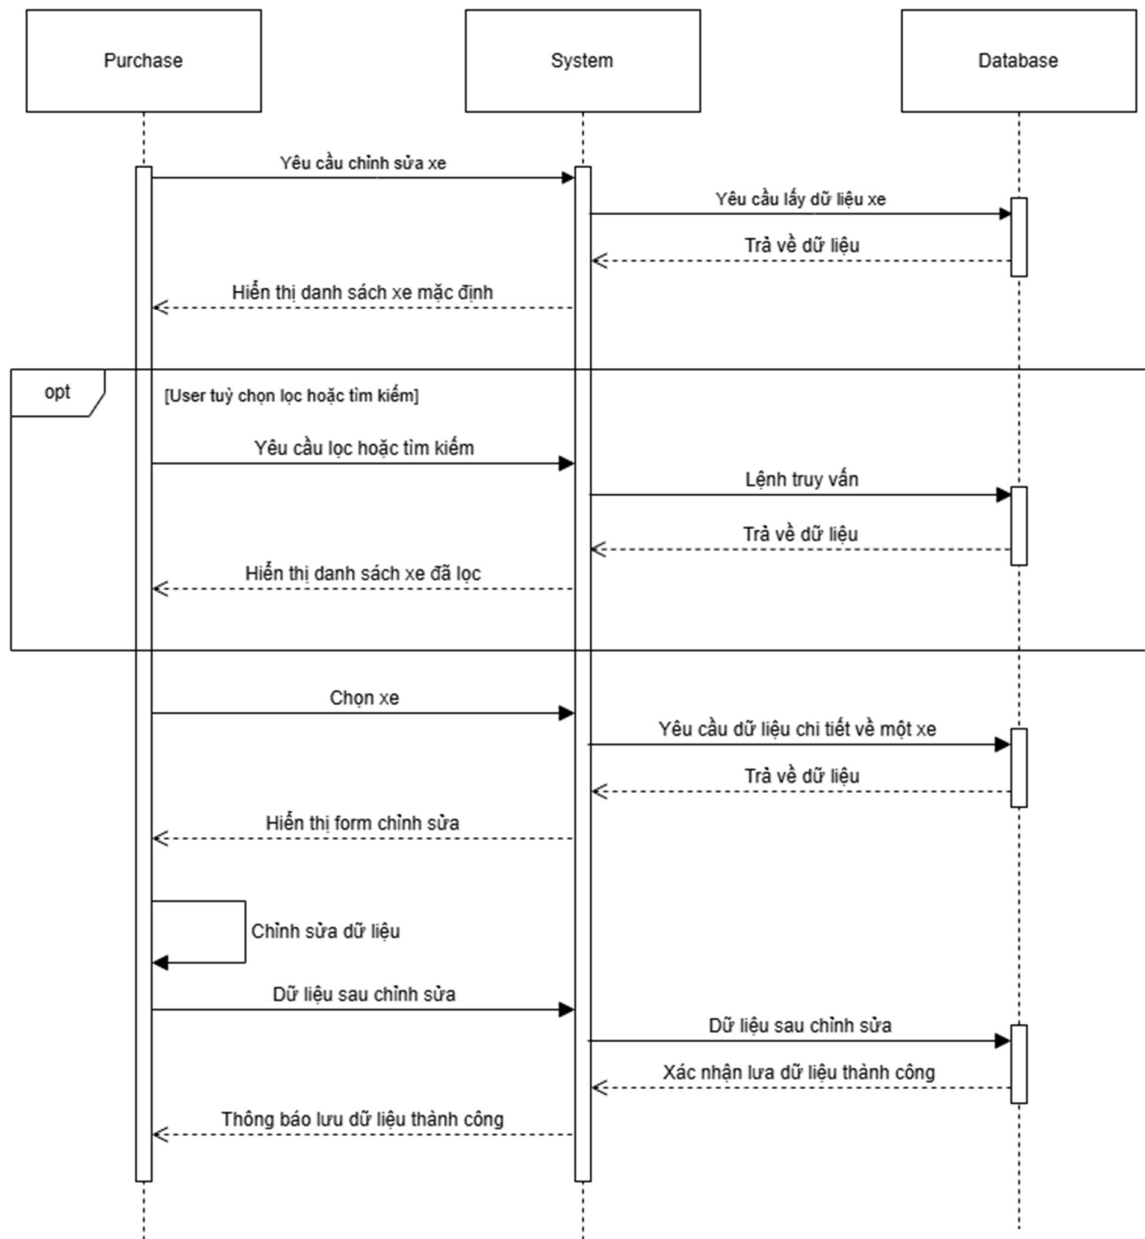 Purchase
System
Database
Yêu cầu chỉnh sửa xe
Yêu cầu lấy dữ liệu xe
Trả về dữ liệu
Hiển thị danh sách xe mặc định
opt
[User tuỳ chọn lọc hoặc tìm kiếm]
Yêu cầu lọc hoặc tìm kiếm
Lệnh truy vấn
Trả về dữ liệu
Hiển thị danh sách xe đã lọc
Chọn xe
Yêu cầu dữ liệu chi tiết về một xe
Trả về dữ liệu
Hiển thị form chỉnh sửa
Chỉnh sửa dữ liệu
Dữ liệu sau chỉnh sửa
Dữ liệu sau chỉnh sửa
Xác nhận lưa dữ liệu thành công
Thông báo lưu dữ liệu thành công